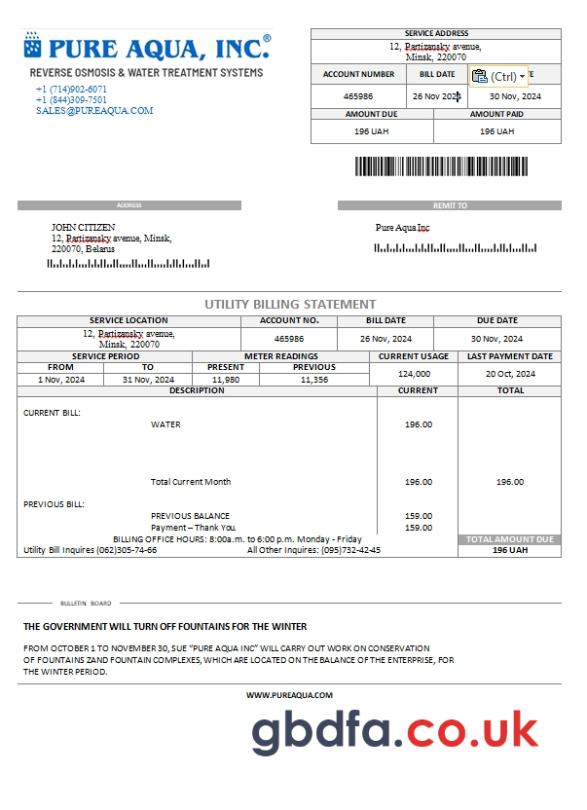 PURE AQUA, INC.®
REVERSE OSMOSIS & WATER TREATMENT SYSTEMS
+1 (714)902-6071
+1 (844)309-7501
SALES@PUREAQUA.COM
SERVICE ADDRESS
12, Partizansky avenue,
Minsk, 220070
ACCOUNT NUMBER BILL DATE (Ctrl) TE
465986 26 Nov 2024 30 Nov, 2024
AMOUNT DUE AMOUNT PAID
196 UAH 196 UAH
ADDRESS REMIT TO
JOHN CITIZEN
12, Partizansky avenue, Minsk,
220070, Belarus
Pure Aqua Inc
UTILITY BILLING STATEMENT
SERVICE LOCATION ACCOUNT NO. BILL DATE DUE DATE
12, Partizansky avenue,
Minsk, 220070
465986 26 Nov, 2024 30 Nov, 2024
SERVICE PERIOD METER READINGS CURRENT USAGE LAST PAYMENT DATE
FROM TO PRESENT PREVIOUS
124,000 20 Oct, 2024
1 Nov, 2024 31 Nov, 2024 11,980 11,356
DESCRIPTION CURRENT TOTAL
CURRENT BILL:
WATER 196.00
Total Current Month 196.00 196.00
PREVIOUS BILL:
PREVIOUS BALANCE 159.00
Payment – Thank You 159.00
BILLING OFFICE HOURS: 8:00a.m. to 6:00 p.m. Monday - Friday TOTAL AMOUNT DUE
Utility Bill Inquires (062)305-74-66 All Other Inquires: (095)732-42-45 196 UAH
BULLETIN BOARD
THE GOVERNMENT WILL TURN OFF FOUNTAINS FOR THE WINTER
FROM OCTOBER 1 TO NOVEMBER 30, SUE “PURE AQUA INC” WILL CARRY OUT WORK ON CONSERVATION
OF FOUNTAINS ZAND FOUNTAIN COMPLEXES, WHICH ARE LOCATED ON THE BALANCE OF THE ENTERPRISE, FOR
THE WINTER PERIOD.
WWW.PUREAQUA.COM
gbdfa.co.uk